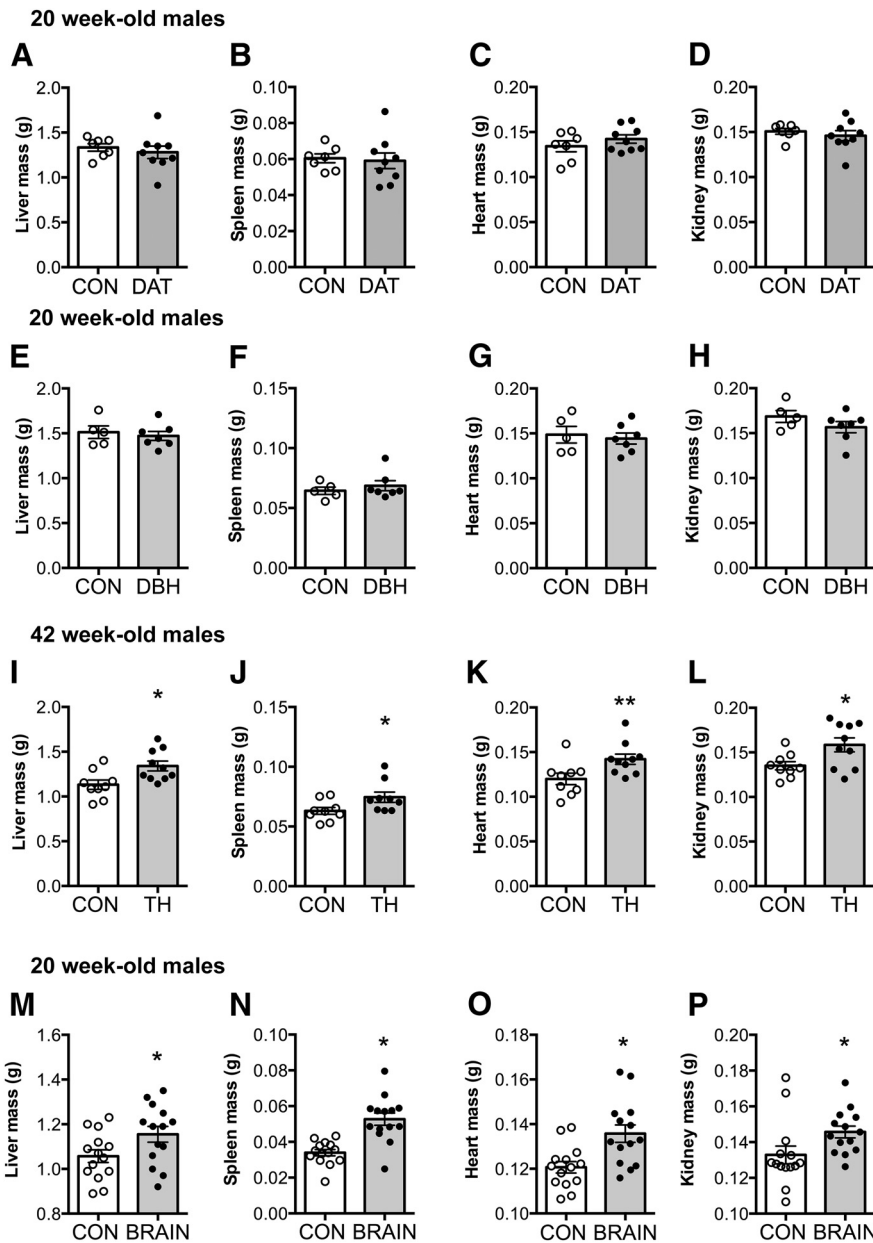 20 week-old males
A B C D
Liver mass (g) 2.0 1.5 1.0 0.5 0.0 CON DAT
Spleen mass (g) 0.10 0.08 0.06 0.04 0.02 0.00 CON DAT
Heart mass (g) 0.20 0.15 0.10 0.05 0.00 CON DAT
Kidney mass (g) 0.20 0.15 0.10 0.05 0.00 CON DAT
20 week-old males
E F G H
Liver mass (g) 2.0 1.5 1.0 0.5 0.0 CON DBH
Spleen mass (g) 0.15 0.10 0.05 0.00 CON DBH
Heart mass (g) 0.20 0.15 0.10 0.05 0.00 CON DBH
Kidney mass (g) 0.20 0.15 0.10 0.05 0.00 CON DBH
42 week-old males
I J K L
Liver mass (g) 2.0 1.5 1.0 0.5 0.0 * CON TH
Spleen mass (g) 0.15 0.10 0.05 0.00 * CON TH
Heart mass (g) 0.20 0.15 0.10 0.05 0.00 ** CON TH
Kidney mass (g) 0.20 0.15 0.10 0.05 0.00 * CON TH
20 week-old males
M N O P
Liver mass (g) 1.6 1.4 1.2 1.0 0.8 * CON BRAIN
Spleen mass (g) 0.10 0.08 0.06 0.04 0.02 0.00 * CON BRAIN
Heart mass (g) 0.18 0.16 0.14 0.12 0.10 * CON BRAIN
Kidney mass (g) 0.20 0.18 0.16 0.14 0.12 0.10 * CON BRAIN